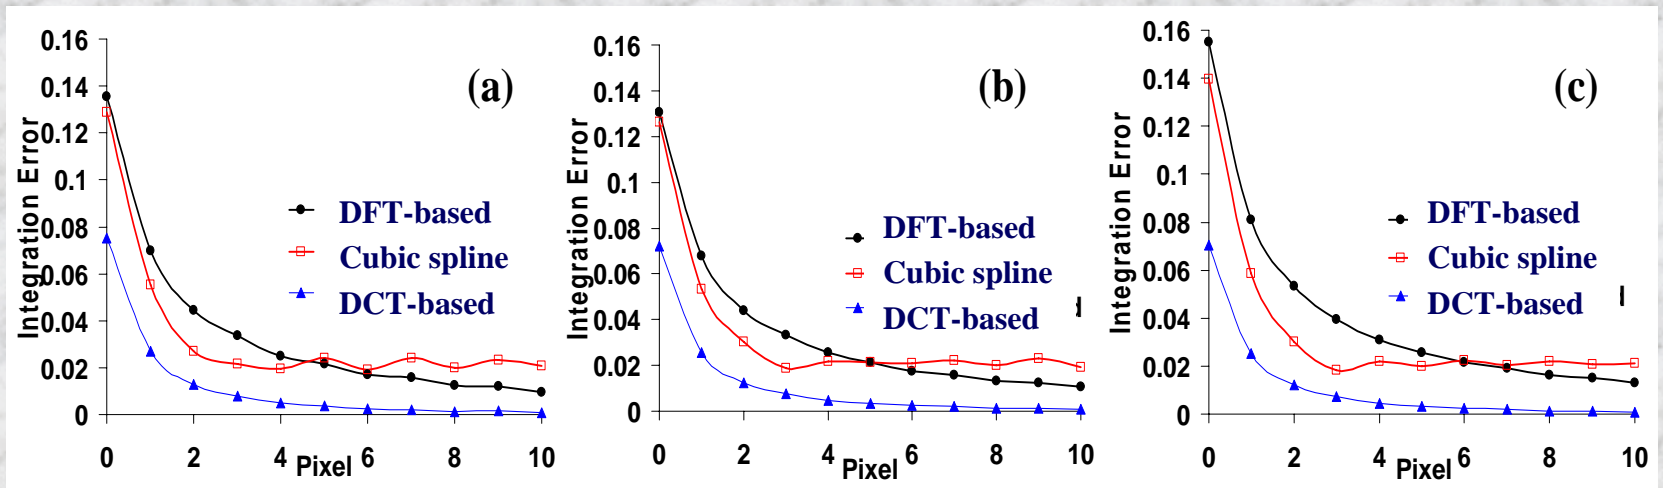 (a)
Integration Error
0.16
0.14
0.12
0.1
0.08
0.06
0.04
0.02
0
DFT-based
Cubic spline
DCT-based
0 2 4 6 8 10
Pixel
(b)
Integration Error
0.16
0.14
0.12
0.1
0.08
0.06
0.04
0.02
0
DFT-based
Cubic spline
DCT-based
0 2 4 6 8 10
Pixel
(c)
Integration Error
0.16
0.14
0.12
0.1
0.08
0.06
0.04
0.02
0
DFT-based
Cubic spline
DCT-based
0 2 4 6 8 10
Pixel